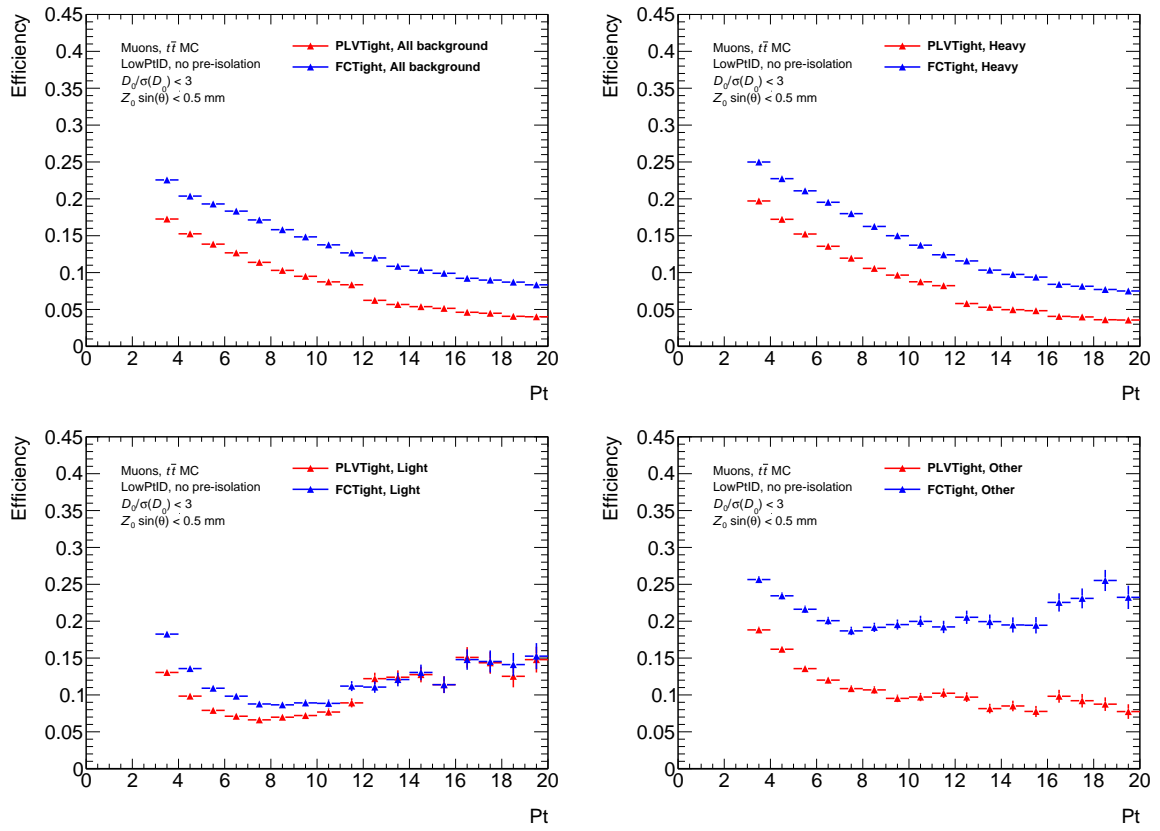 Efficiency
0.45
0.4
0.35
0.3
0.25
0.2
0.15
0.1
0.05
0
Muons, tt̄ MC
LowPtID, no pre-isolation
D₀/σ(D₀) < 3
Z₀ sin(θ) < 0.5 mm
PLVTight, All background
FCTight, All background
0 2 4 6 8 10 12 14 16 18 20
Pt
Efficiency
0.45
0.4
0.35
0.3
0.25
0.2
0.15
0.1
0.05
0
Muons, tt̄ MC
LowPtID, no pre-isolation
D₀/σ(D₀) < 3
Z₀ sin(θ) < 0.5 mm
PLVTight, Heavy
FCTight, Heavy
0 2 4 6 8 10 12 14 16 18 20
Pt
Efficiency
0.45
0.4
0.35
0.3
0.25
0.2
0.15
0.1
0.05
0
Muons, tt̄ MC
LowPtID, no pre-isolation
D₀/σ(D₀) < 3
Z₀ sin(θ) < 0.5 mm
PLVTight, Light
FCTight, Light
0 2 4 6 8 10 12 14 16 18 20
Pt
Efficiency
0.45
0.4
0.35
0.3
0.25
0.2
0.15
0.1
0.05
0
Muons, tt̄ MC
LowPtID, no pre-isolation
D₀/σ(D₀) < 3
Z₀ sin(θ) < 0.5 mm
PLVTight, Other
FCTight, Other
0 2 4 6 8 10 12 14 16 18 20
Pt